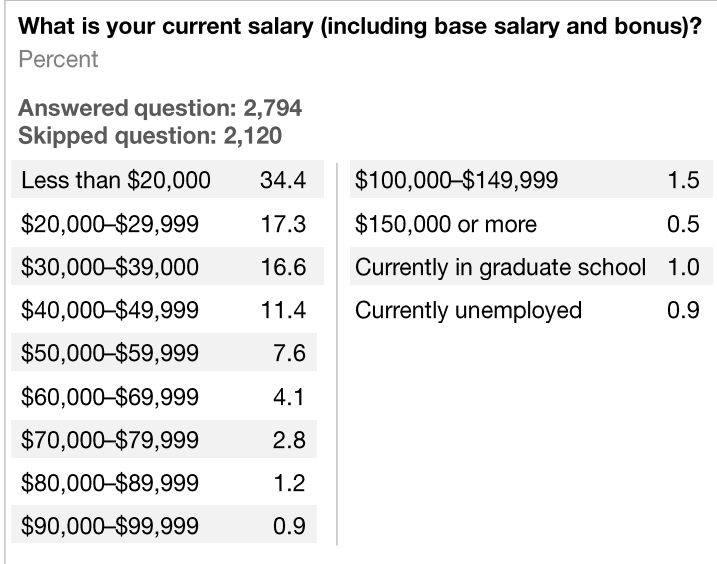 What is your current salary (including base salary and bonus)?
Percent
Answered question: 2,794
Skipped question: 2,120
Less than $20,000 34.4
$20,000–$29,999 17.3
$30,000–$39,000 16.6
$40,000–$49,999 11.4
$50,000–$59,999 7.6
$60,000–$69,999 4.1
$70,000–$79,999 2.8
$80,000–$89,999 1.2
$90,000–$99,999 0.9
$100,000–$149,999 1.5
$150,000 or more 0.5
Currently in graduate school 1.0
Currently unemployed 0.9